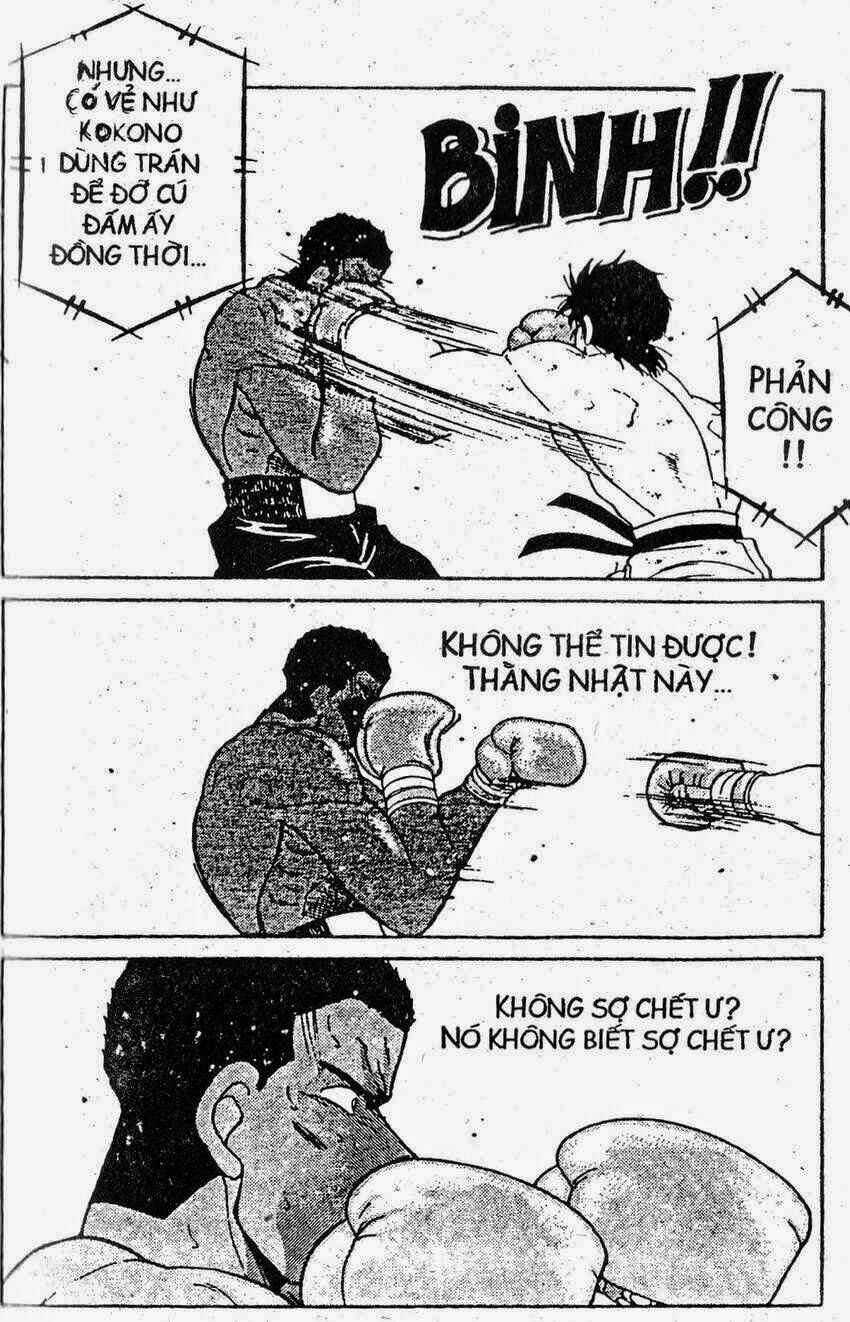 NHƯNG...
CÓ VẺ NHƯ
KOKONO
DÙNG TRÁN
ĐỂ ĐỠ CÚ
ĐẤM ẤY
ĐỒNG THỜI...
BINH!!
PHẢN
CÔNG
!!
KHÔNG THỂ TIN ĐƯỢC!
THẰNG NHẬT NÀY...
KHÔNG SỢ CHẾT Ư?
NÓ KHÔNG BIẾT SỢ CHẾT Ư?